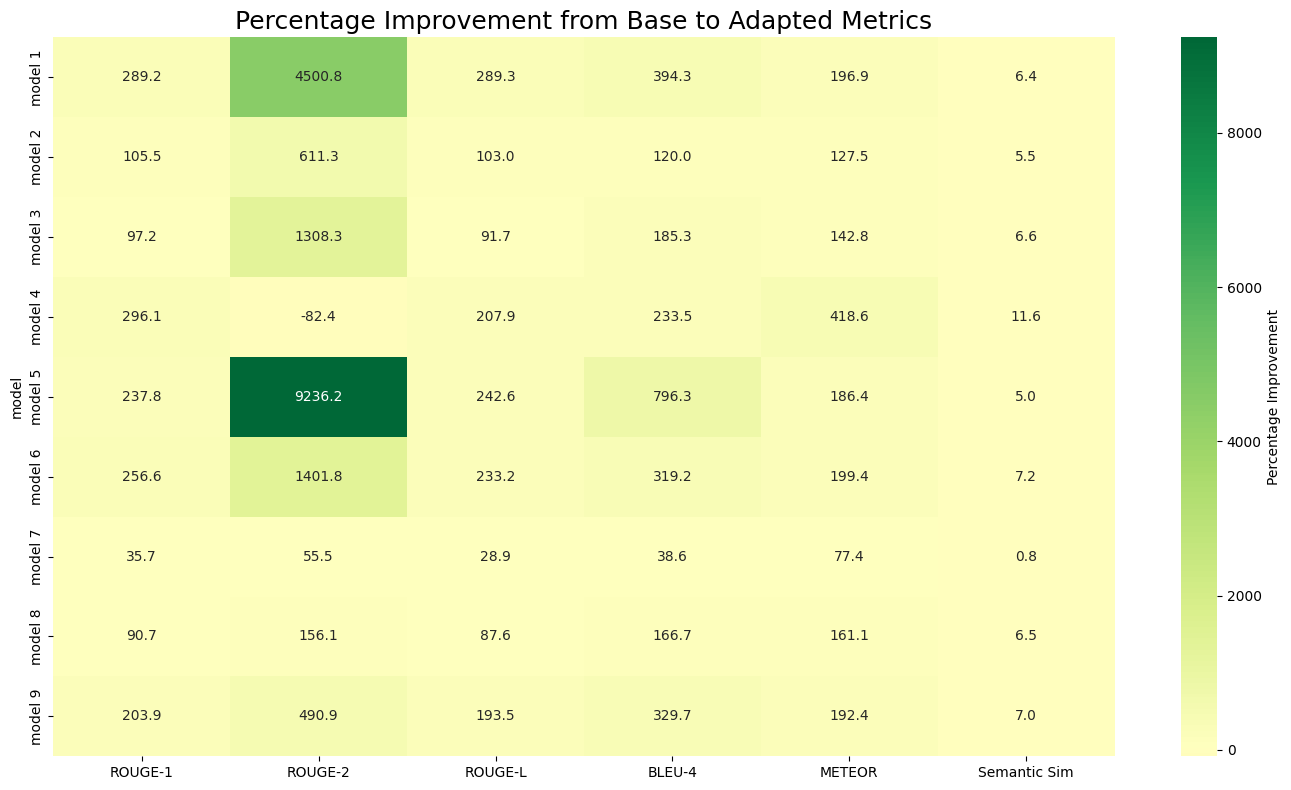 Percentage Improvement from Base to Adapted Metrics
model
model 1 289.2 4500.8 289.3 394.3 196.9 6.4
model 2 105.5 611.3 103.0 120.0 127.5 5.5
model 3 97.2 1308.3 91.7 185.3 142.8 6.6
model 4 296.1 -82.4 207.9 233.5 418.6 11.6
model 5 237.8 9236.2 242.6 796.3 186.4 5.0
model 6 256.6 1401.8 233.2 319.2 199.4 7.2
model 7 35.7 55.5 28.9 38.6 77.4 0.8
model 8 90.7 156.1 87.6 166.7 161.1 6.5
model 9 203.9 490.9 193.5 329.7 192.4 7.0
ROUGE-1 ROUGE-2 ROUGE-L BLEU-4 METEOR Semantic Sim
8000
6000
4000
2000
0
Percentage Improvement